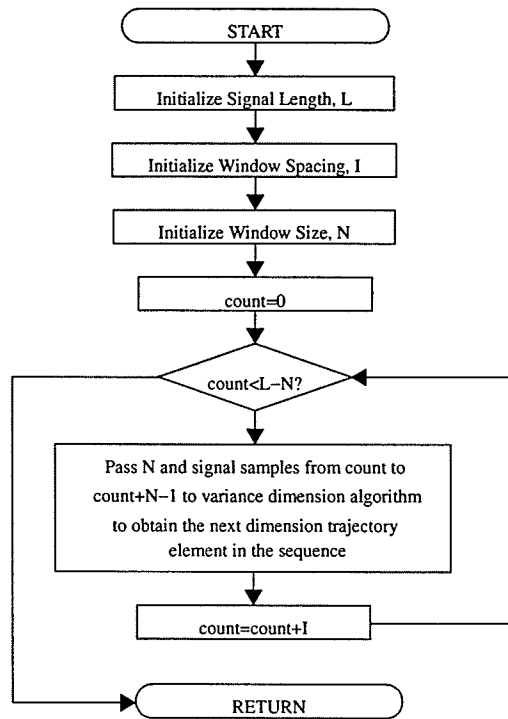 START
Initialize Signal Length, L
Initialize Window Spacing, I
Initialize Window Size, N
count=0
count<L−N?
Pass N and signal samples from count to
count+N−1 to variance dimension algorithm
to obtain the next dimension trajectory
element in the sequence
count=count+I
RETURN